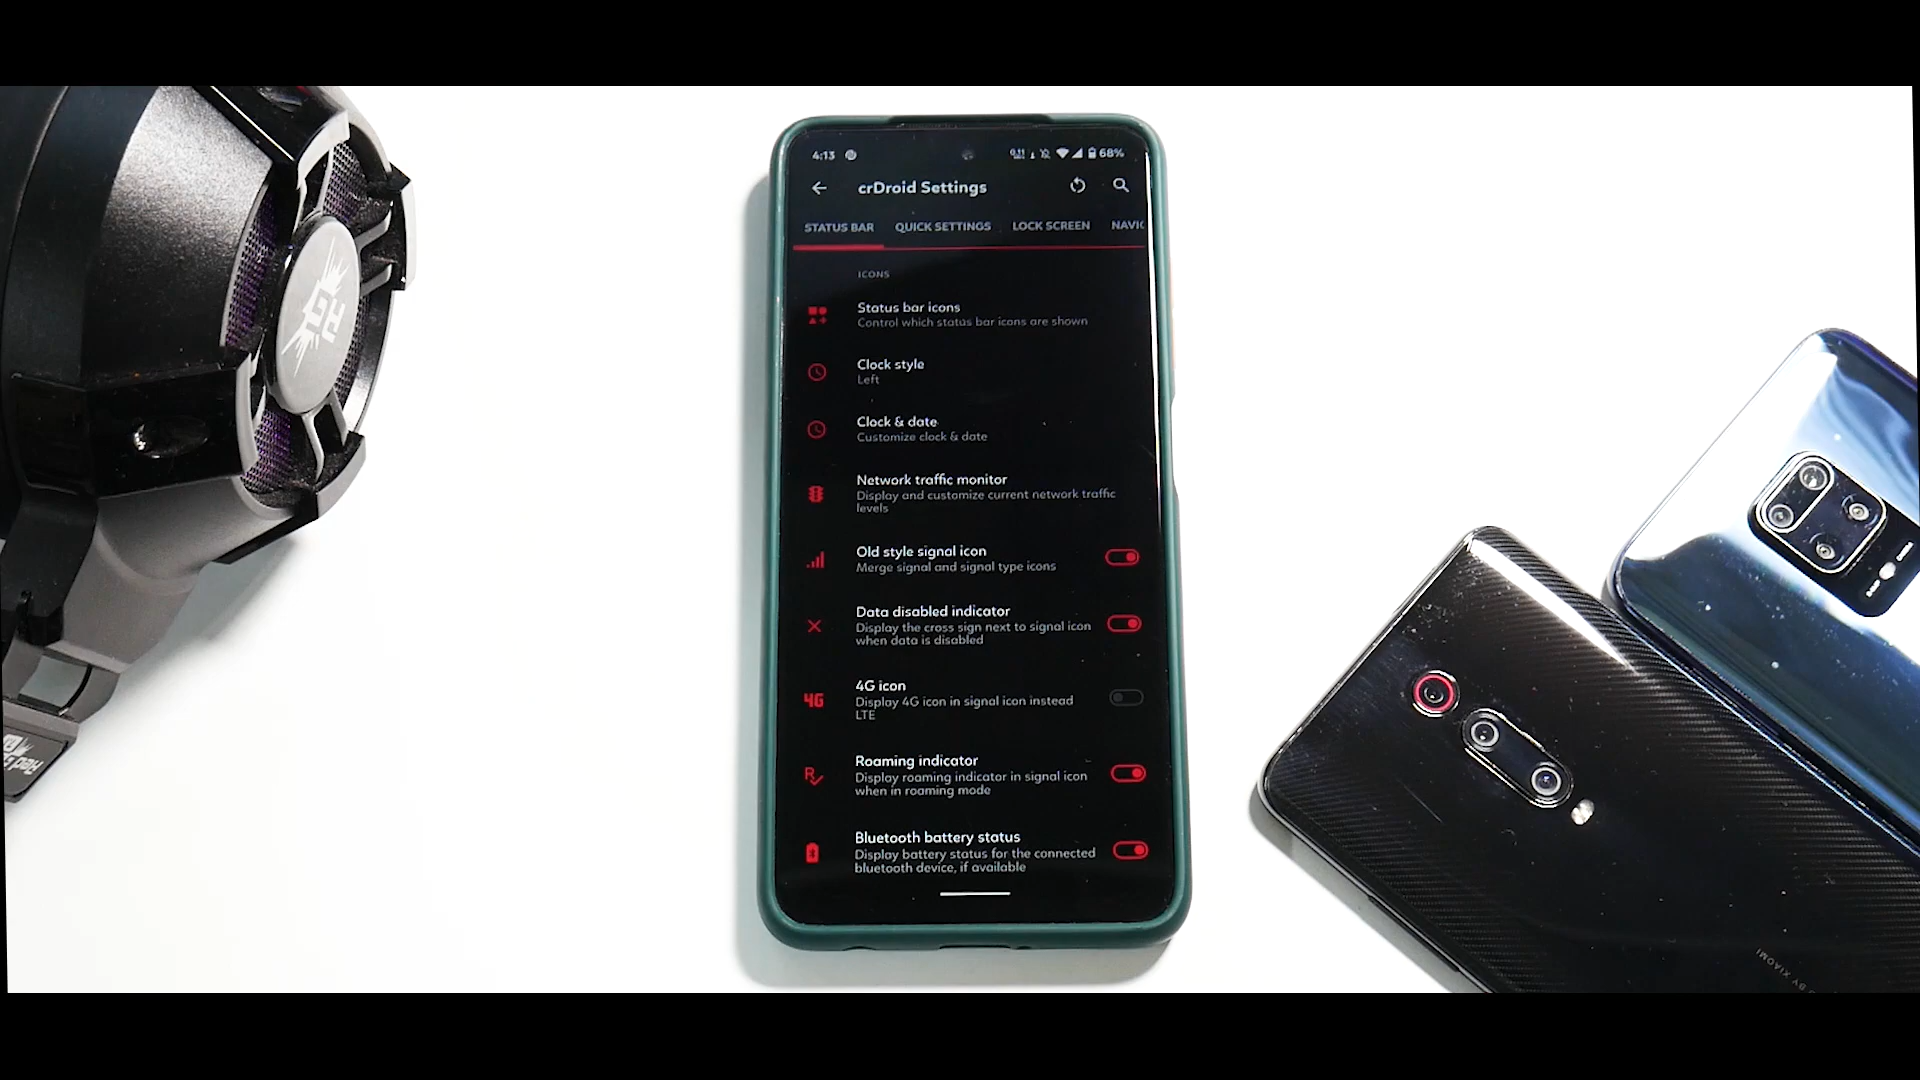 4:13
68%
crDroid Settings
STATUS BAR QUICK SETTINGS LOCK SCREEN NAVIG
ICONS
Status bar icons
Control which status bar icons are shown
Clock style
Left
Clock & date
Customize clock & date
Network traffic monitor
Display and customize current network traffic
levels
Old style signal icon
Merge signal and signal type icons
Data disabled indicator
Display the cross sign next to signal icon
when data is disabled
4G
4G icon
Display 4G icon in signal icon instead
LTE
R
Roaming indicator
Display roaming indicator in signal icon
when in roaming mode
Bluetooth battery status
Display battery status for the connected
bluetooth device, if available
BY XIAOMI